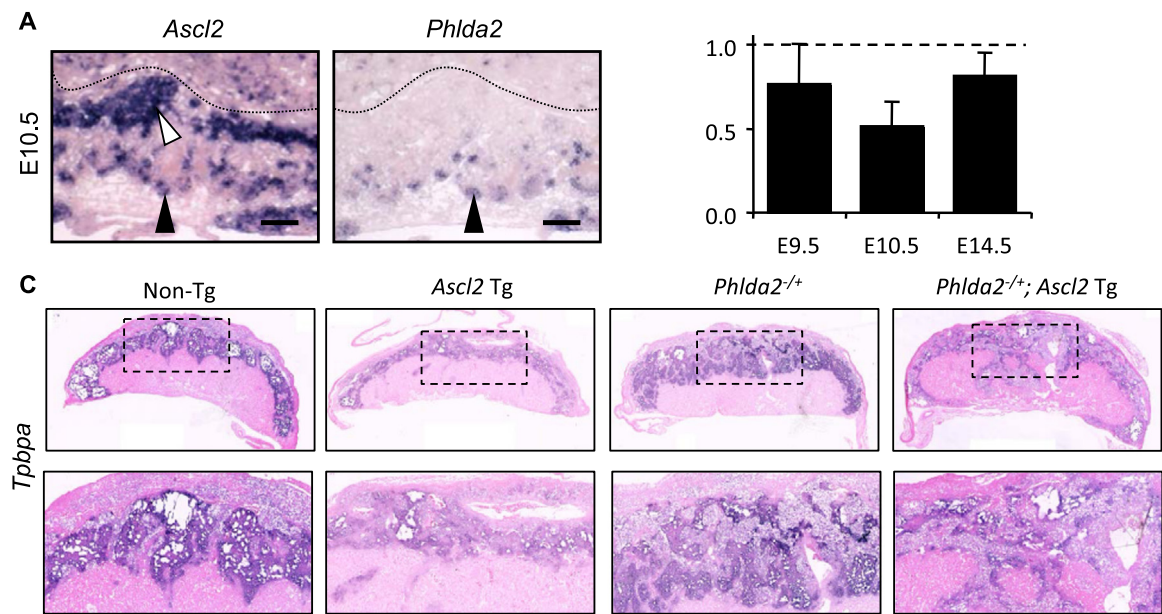 A
Ascl2 Phlda2
E10.5
1.0
0.5
0.0
E9.5 E10.5 E14.5
C
Non-Tg Ascl2 Tg Phlda2-/+ Phlda2-/+; Ascl2 Tg
Tpbpa